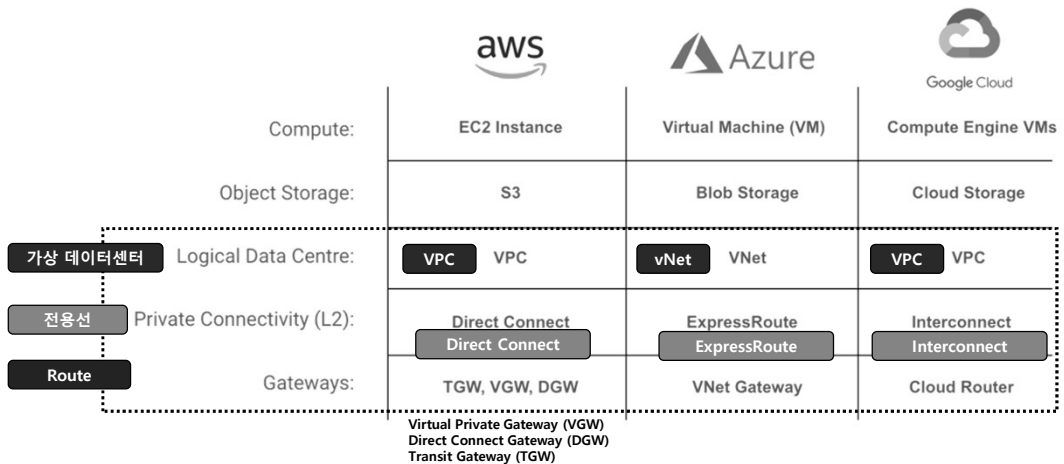 aws
Azure
Google Cloud
Compute:
EC2 Instance
Virtual Machine (VM)
Compute Engine VMs
Object Storage:
S3
Blob Storage
Cloud Storage
가상 데이터센터
Logical Data Centre:
VPC
VPC
vNet
VNet
VPC
VPC
전용선
Private Connectivity (L2):
Direct Connect
ExpressRoute
Interconnect
Direct Connect
ExpressRoute
Interconnect
Route
Gateways:
TGW, VGW, DGW
VNet Gateway
Cloud Router
Virtual Private Gateway (VGW)
Direct Connect Gateway (DGW)
Transit Gateway (TGW)